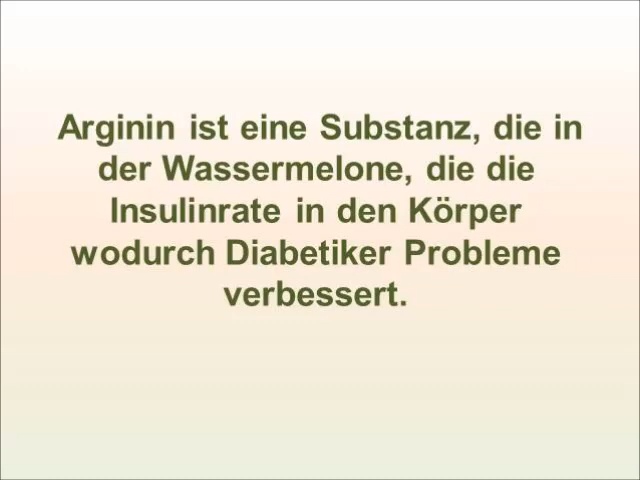 Arginin ist eine Substanz, die in
der Wassermelone, die die
Insulinrate in den Körper
wodurch Diabetiker Probleme
verbessert.